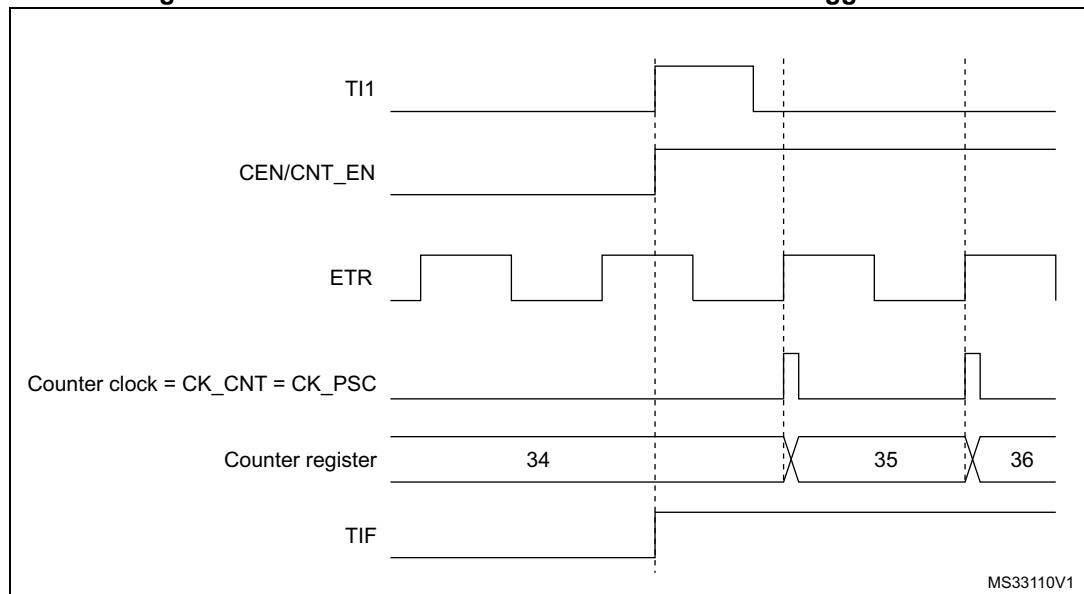 TI1
CEN/CNT_EN
ETR
Counter clock = CK_CNT = CK_PSC
Counter register 34 35 36
TIF
MS33110V1